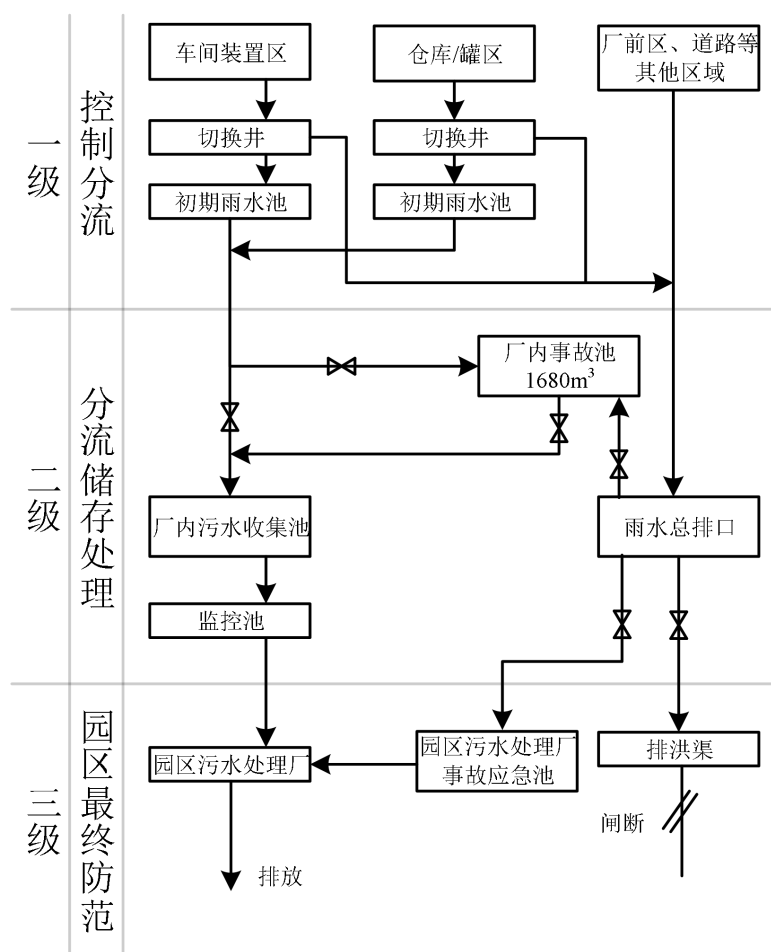 一级
控制分流
车间装置区
仓库/罐区
厂前区、道路等
其他区域
切换井
切换井
初期雨水池
初期雨水池
二级
分流储存处理
厂内事故池
1680m³
厂内污水收集池
雨水总排口
监控池
三级
园区最终防范
园区污水处理厂
园区污水处理厂
事故应急池
排洪渠
闸断
排放